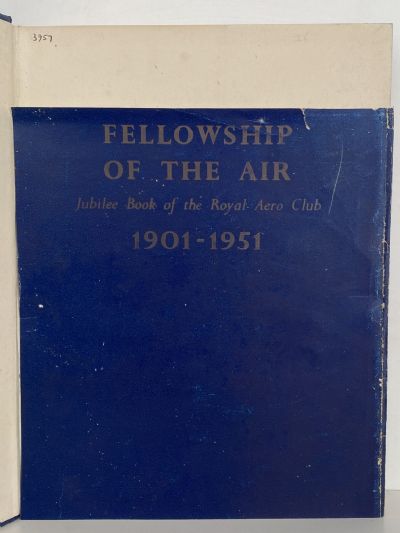 3957
FELLOWSHIP
OF THE AIR
Jubilee Book of the Royal Aero Club
1901-1951